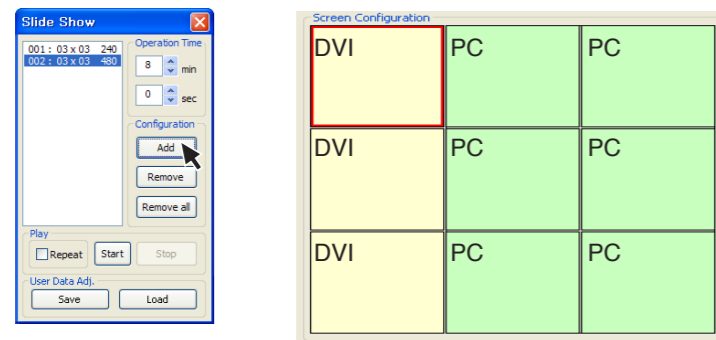 Slide Show
001 : 03 x 03 240
002 : 03 x 03 480
Operation Time
8 min
0 sec
Configuration
Add
Remove
Remove all
Play
Repeat Start Stop
User Data Adj.
Save Load
Screen Configuration
DVI PC PC
DVI PC PC
DVI PC PC